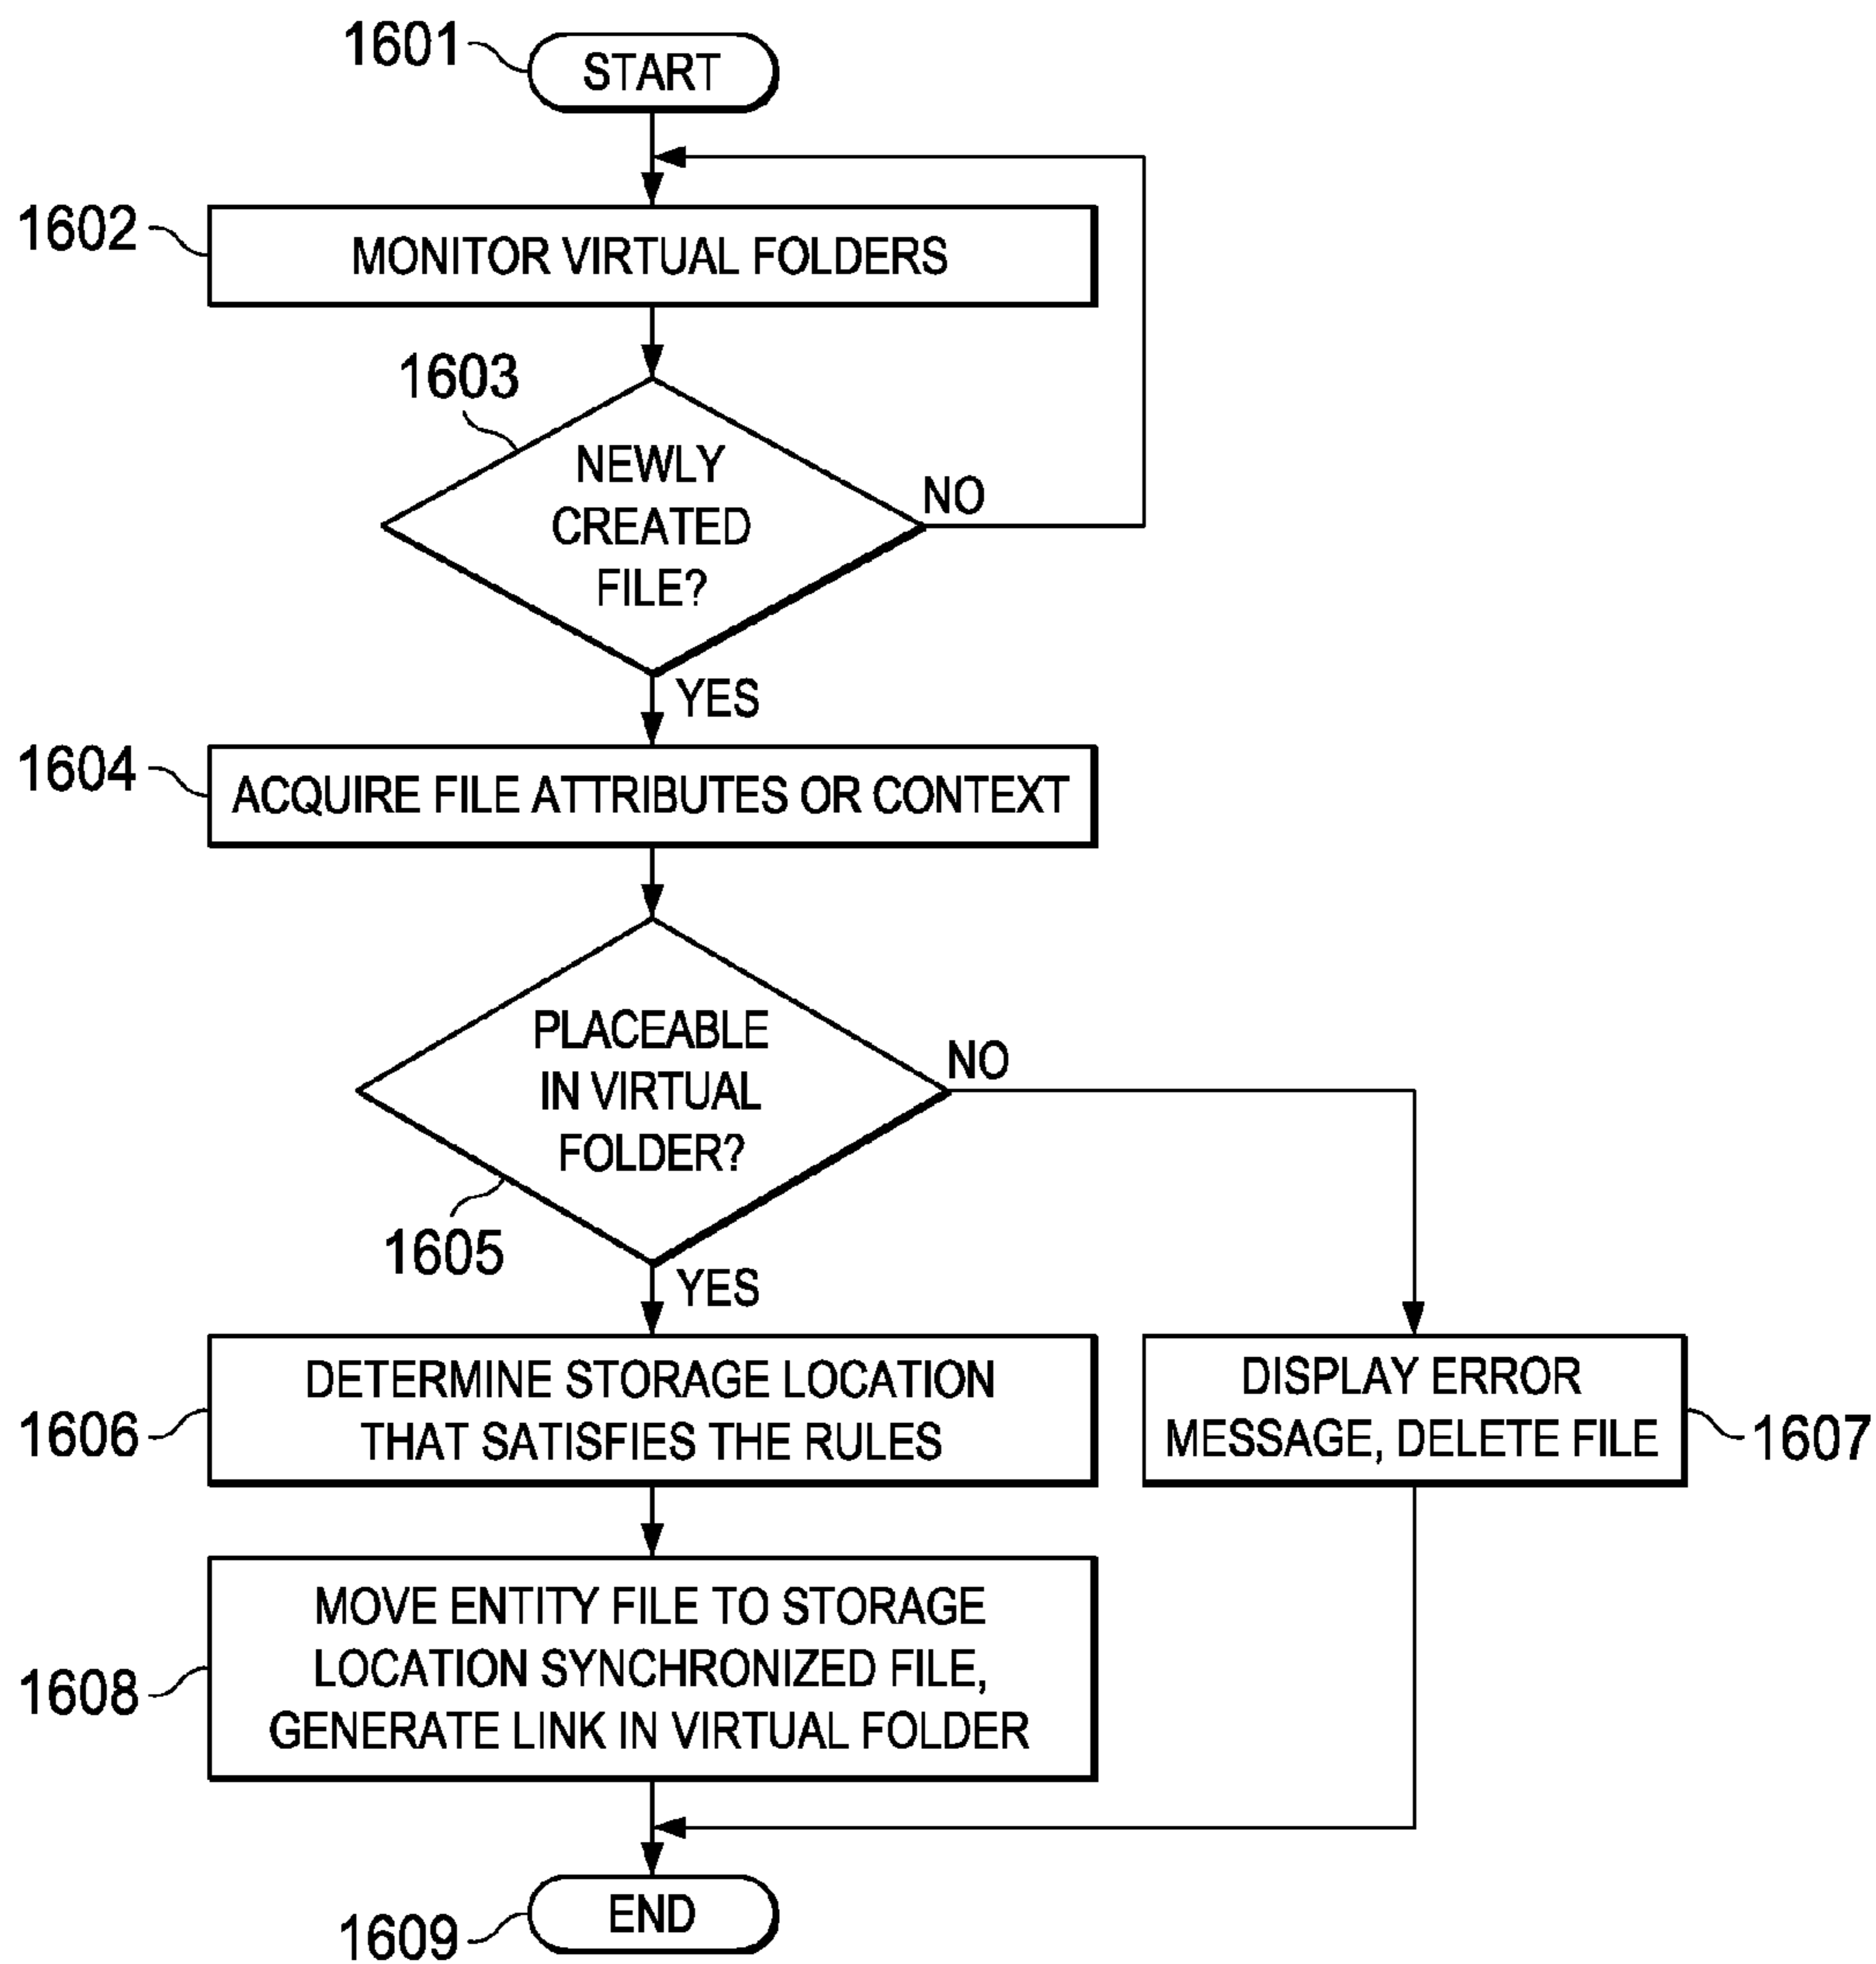 1601
START
1602
MONITOR VIRTUAL FOLDERS
1603
NEWLY
CREATED
FILE?
NO
YES
1604
ACQUIRE FILE ATTRIBUTES OR CONTEXT
PLACEABLE
IN VIRTUAL
FOLDER?
NO
1605
YES
1606
DETERMINE STORAGE LOCATION
THAT SATISFIES THE RULES
DISPLAY ERROR
MESSAGE, DELETE FILE
1607
1608
MOVE ENTITY FILE TO STORAGE
LOCATION SYNCHRONIZED FILE,
GENERATE LINK IN VIRTUAL FOLDER
1609
END